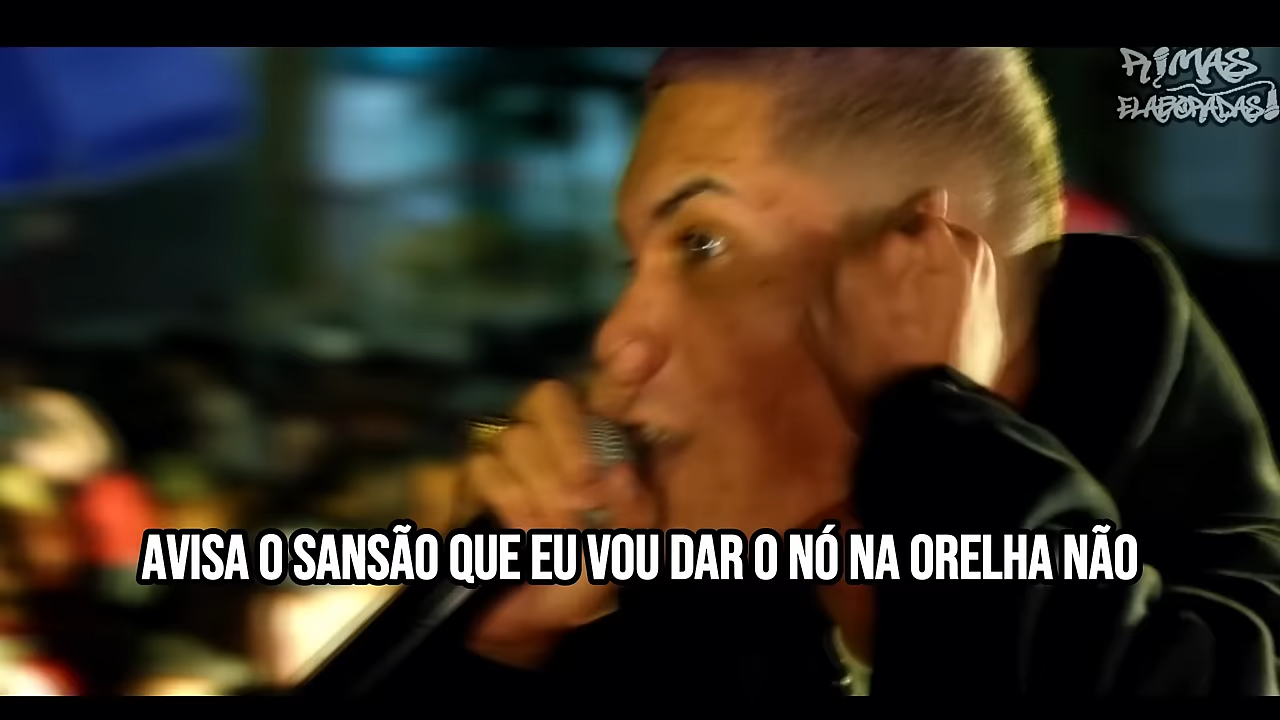 RIMAS
ELABORADAS!
AVISA O SANSÃO QUE EU VOU DAR O NÓ NA ORELHA NÃO